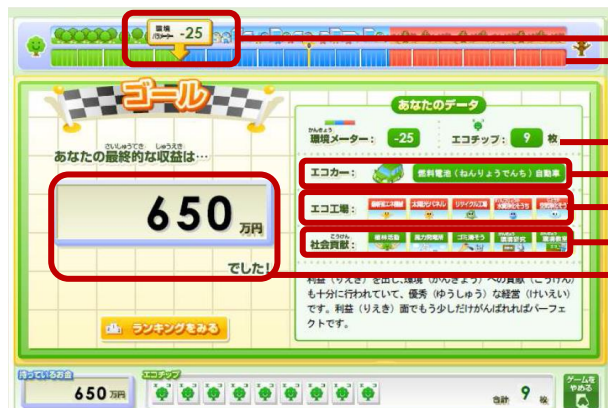 環境
-25
ゴール
あなたのデータ
さいしゅうてき しゅうえき
あなたの最終的な収益は…
かんきょう
環境メーター: -25 エコチップ: 9 枚
エコカー: 燃料電池(ねんりょうでんち)自動車
650 万円
エコ工場: 太陽光パネル リサイクル工場
こうけん
社会貢献: 植林活動 風力発電所 ゴミ拾そう
でした!
利益(りえき)を出し、環境(かんきょう)への貢献(こうけん)
も十分に行われていて、優秀(ゆうしゅう)な経営(けいえい)
です。利益(りえき)面でもう少しだけがんばればパーフェ
クトです。
ランキングをみる
持っているお金
エコチップ
650 万円
合計 9 枚
ゲームを
やめる